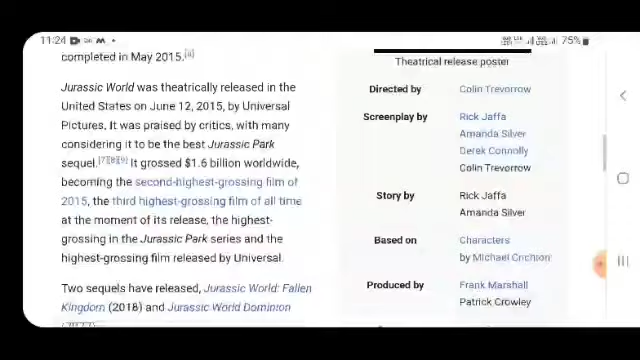 11:24
75%
completed in May 2015.
Theatrical release poster
Jurassic World was theatrically released in the
United States on June 12, 2015, by Universal
Pictures. It was praised by critics, with many
considering it to be the best Jurassic Park
sequel.[7][8][9] It grossed $1.6 billion worldwide,
becoming the second-highest-grossing film of
2015, the third highest-grossing film of all time
at the moment of its release, the highest-
grossing in the Jurassic Park series and the
highest-grossing film released by Universal.
Two sequels have released, Jurassic World: Fallen
Kingdom (2018) and Jurassic World Dominion
Directed by Colin Trevorrow
Screenplay by Rick Jaffa
Amanda Silver
Derek Connolly
Colin Trevorrow
Story by Rick Jaffa
Amanda Silver
Based on Characters
by Michael Crichton
Produced by Frank Marshall
Patrick Crowley